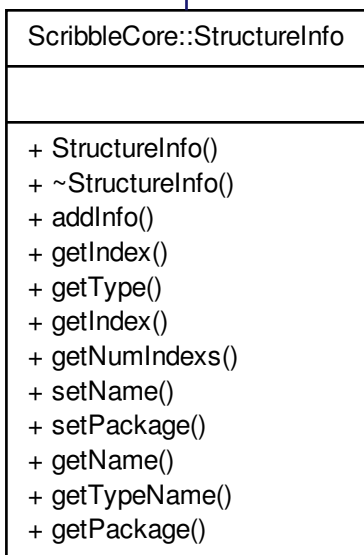 ScribbleCore::StructureInfo
+ StructureInfo()
+ ~StructureInfo()
+ addInfo()
+ getIndex()
+ getType()
+ getIndex()
+ getNumIndexs()
+ setName()
+ setPackage()
+ getName()
+ getTypeName()
+ getPackage()